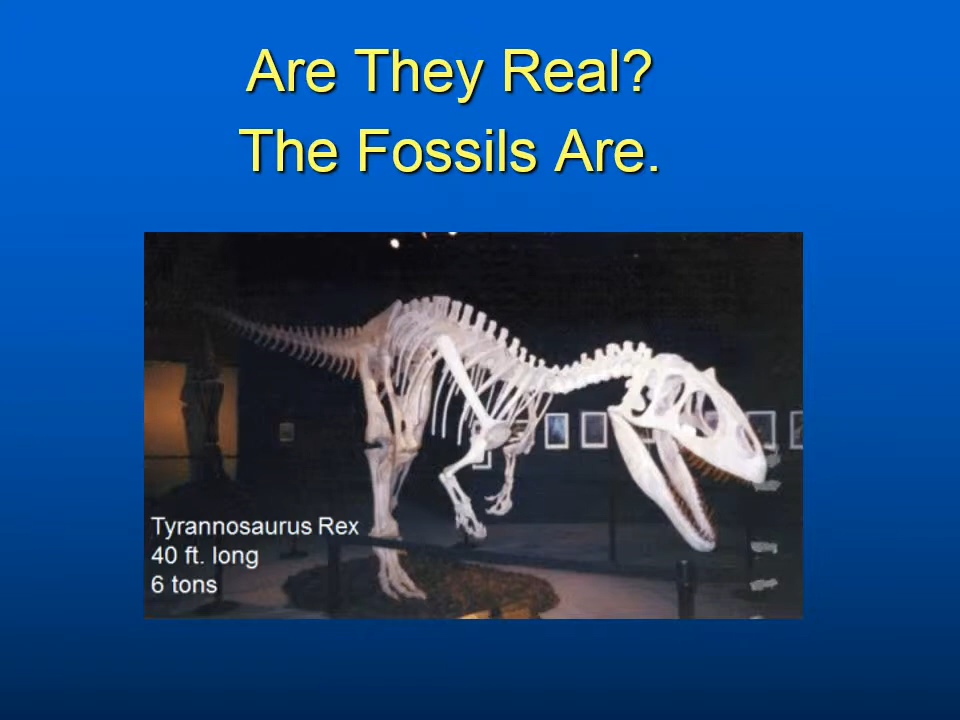 Are They Real?
The Fossils Are.
Tyrannosaurus Rex
40 ft. long
6 tons